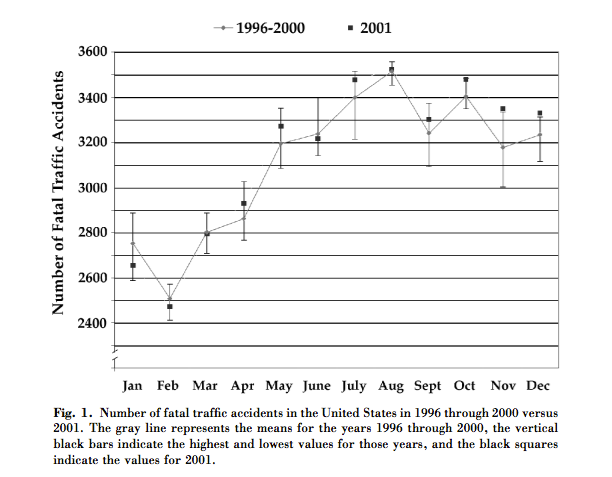 1996-2000 2001
Number of Fatal Traffic Accidents
3600
3400
3200
3000
2800
2600
2400
Jan Feb Mar Apr May June July Aug Sept Oct Nov Dec
Fig. 1. Number of fatal traffic accidents in the United States in 1996 through 2000 versus
2001. The gray line represents the means for the years 1996 through 2000, the vertical
black bars indicate the highest and lowest values for those years, and the black squares
indicate the values for 2001.